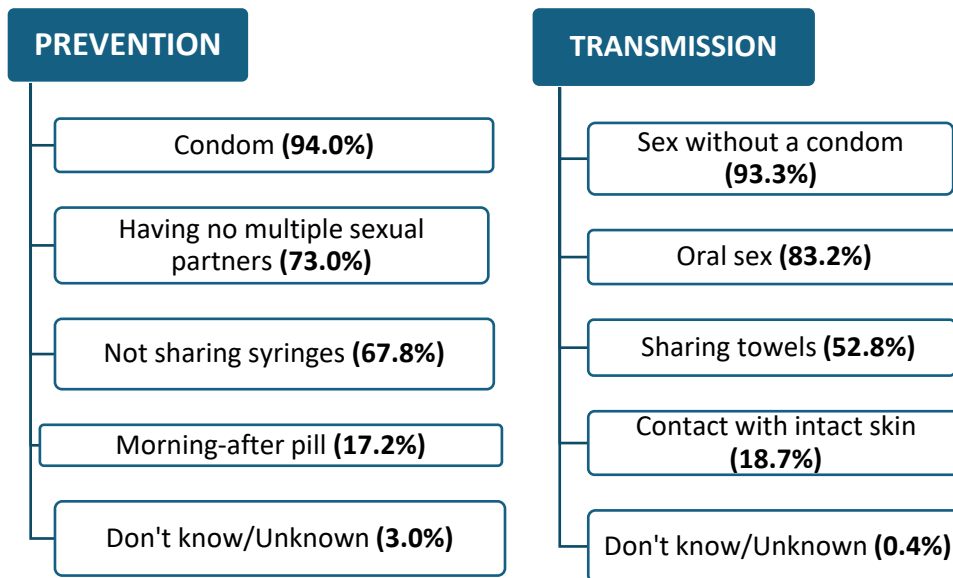 PREVENTION
Condom (94.0%)
Having no multiple sexual
partners (73.0%)
Not sharing syringes (67.8%)
Morning-after pill (17.2%)
Don't know/Unknown (3.0%)
TRANSMISSION
Sex without a condom
(93.3%)
Oral sex (83.2%)
Sharing towels (52.8%)
Contact with intact skin
(18.7%)
Don't know/Unknown (0.4%)